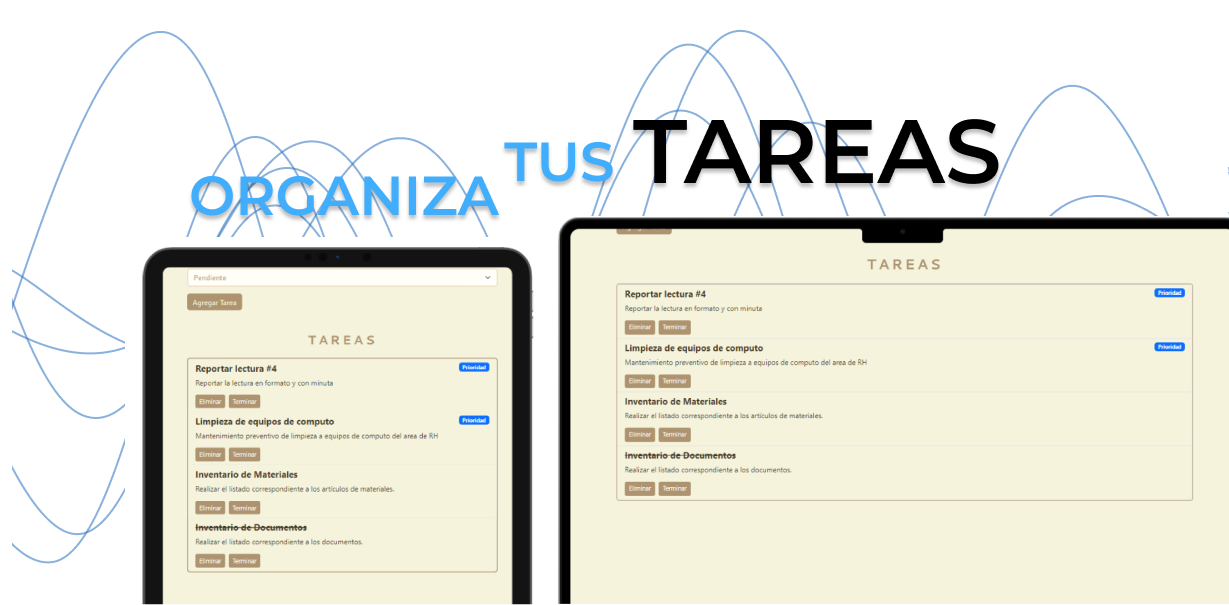 ORGANIZA TUS TAREAS
Pendiente
Agregar Tarea
TAREAS
Reportar lectura #4
Prioridad
Reportar la lectura en formato y con minuta
Eliminar Terminar
Limpieza de equipos de computo
Prioridad
Mantenimiento preventivo de limpieza a equipos de computo del area de RH
Eliminar Terminar
Inventario de Materiales
Realizar el listado correspondiente a los artículos de materiales.
Eliminar Terminar
Inventario de Documentos
Realizar el listado correspondiente a los documentos.
Eliminar Terminar
TAREAS
Reportar lectura #4
Prioridad
Reportar la lectura en formato y con minuta
Eliminar Terminar
Limpieza de equipos de computo
Prioridad
Mantenimiento preventivo de limpieza a equipos de computo del area de RH
Eliminar Terminar
Inventario de Materiales
Realizar el listado correspondiente a los artículos de materiales.
Eliminar Terminar
Inventario de Documentos
Realizar el listado correspondiente a los documentos.
Eliminar Terminar